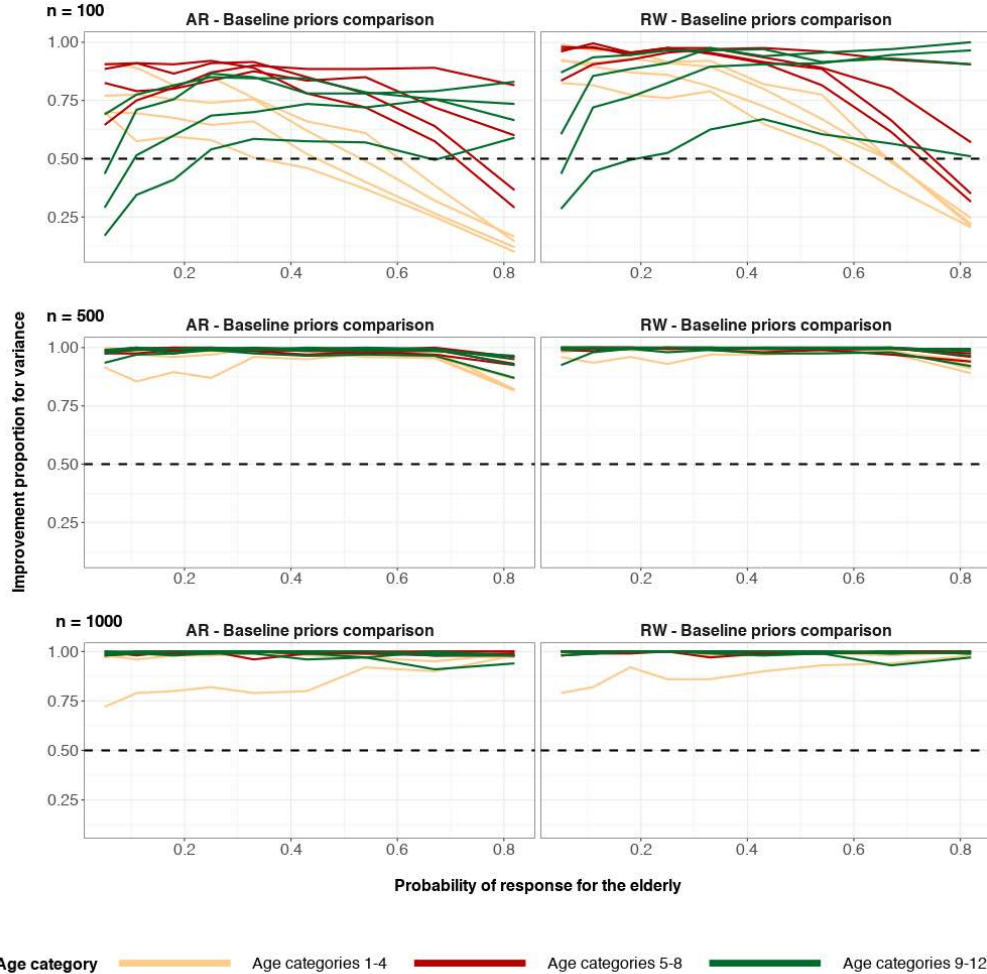 n = 100
AR - Baseline priors comparison
RW - Baseline priors comparison
1.00
0.75
0.50
0.25
0.2 0.4 0.6 0.8
0.2 0.4 0.6 0.8
n = 500
AR - Baseline priors comparison
RW - Baseline priors comparison
1.00
0.75
0.50
0.25
0.2 0.4 0.6 0.8
0.2 0.4 0.6 0.8
Improvement proportion for variance
n = 1000
AR - Baseline priors comparison
RW - Baseline priors comparison
1.00
0.75
0.50
0.25
0.2 0.4 0.6 0.8
0.2 0.4 0.6 0.8
Probability of response for the elderly
Age category
Age categories 1-4
Age categories 5-8
Age categories 9-12